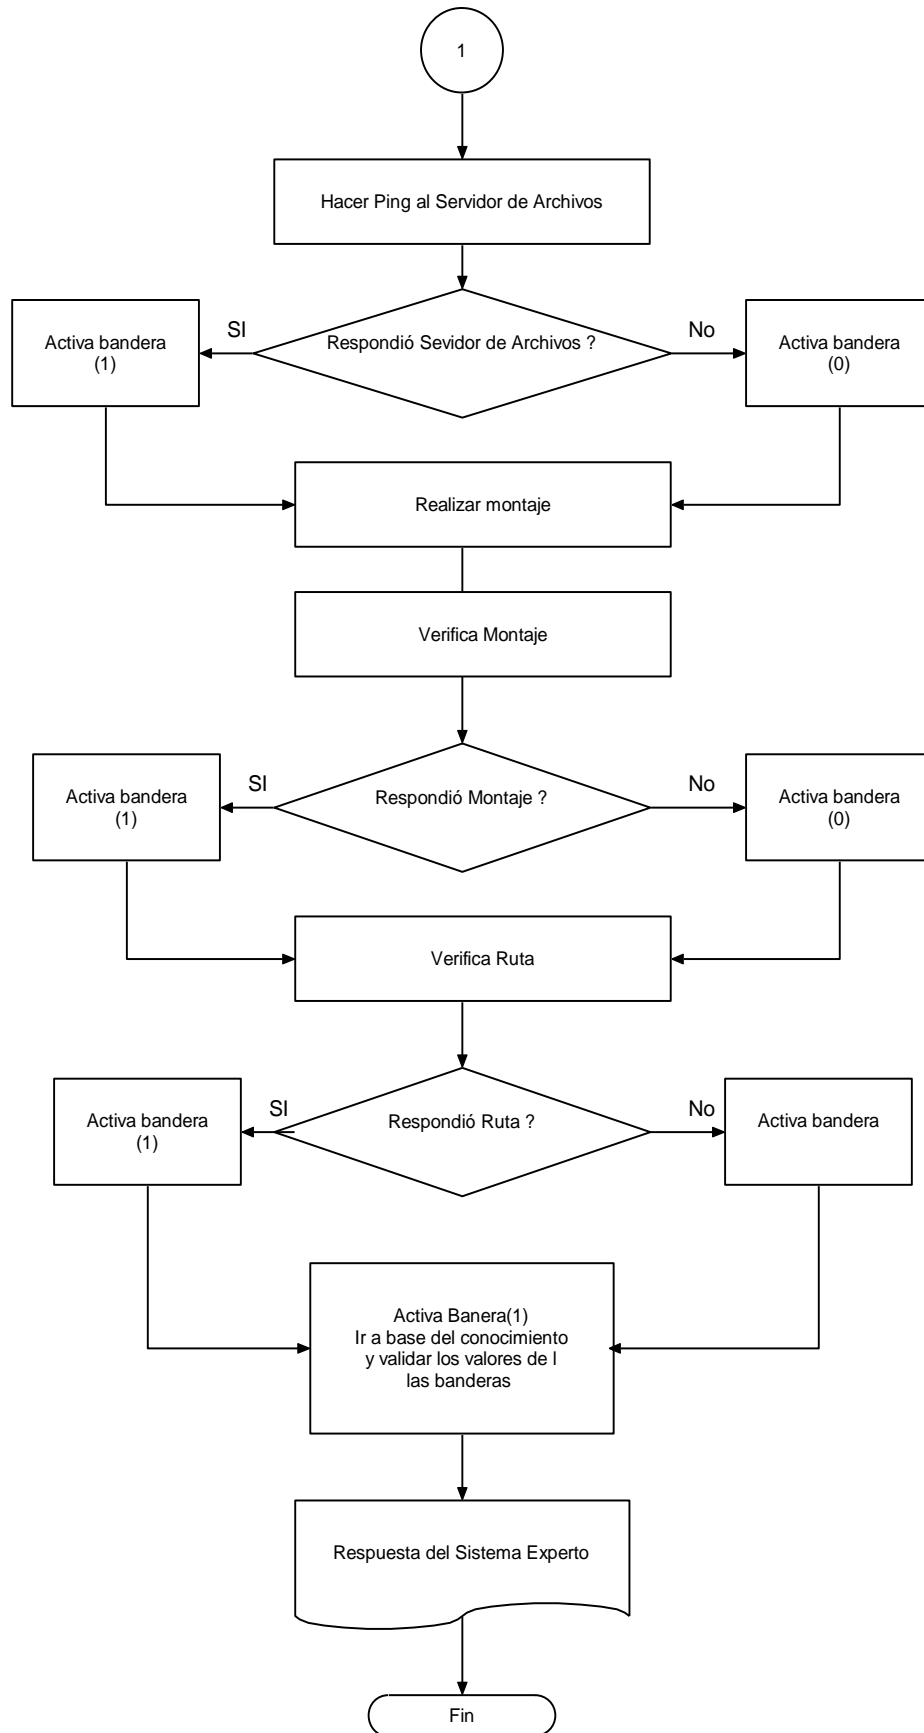 1
Hacer Ping al Servidor de Archivos
SI
Respondió Sevidor de Archivos ?
No
Activa bandera
(1)
Activa bandera
(0)
Realizar montaje
Verifica Montaje
SI
Respondió Montaje ?
No
Activa bandera
(1)
Activa bandera
(0)
Verifica Ruta
SI
Respondió Ruta ?
No
Activa bandera
(1)
Activa bandera
Activa Banera(1)
Ir a base del conocimiento
y validar los valores de l
las banderas
Respuesta del Sistema Experto
Fin